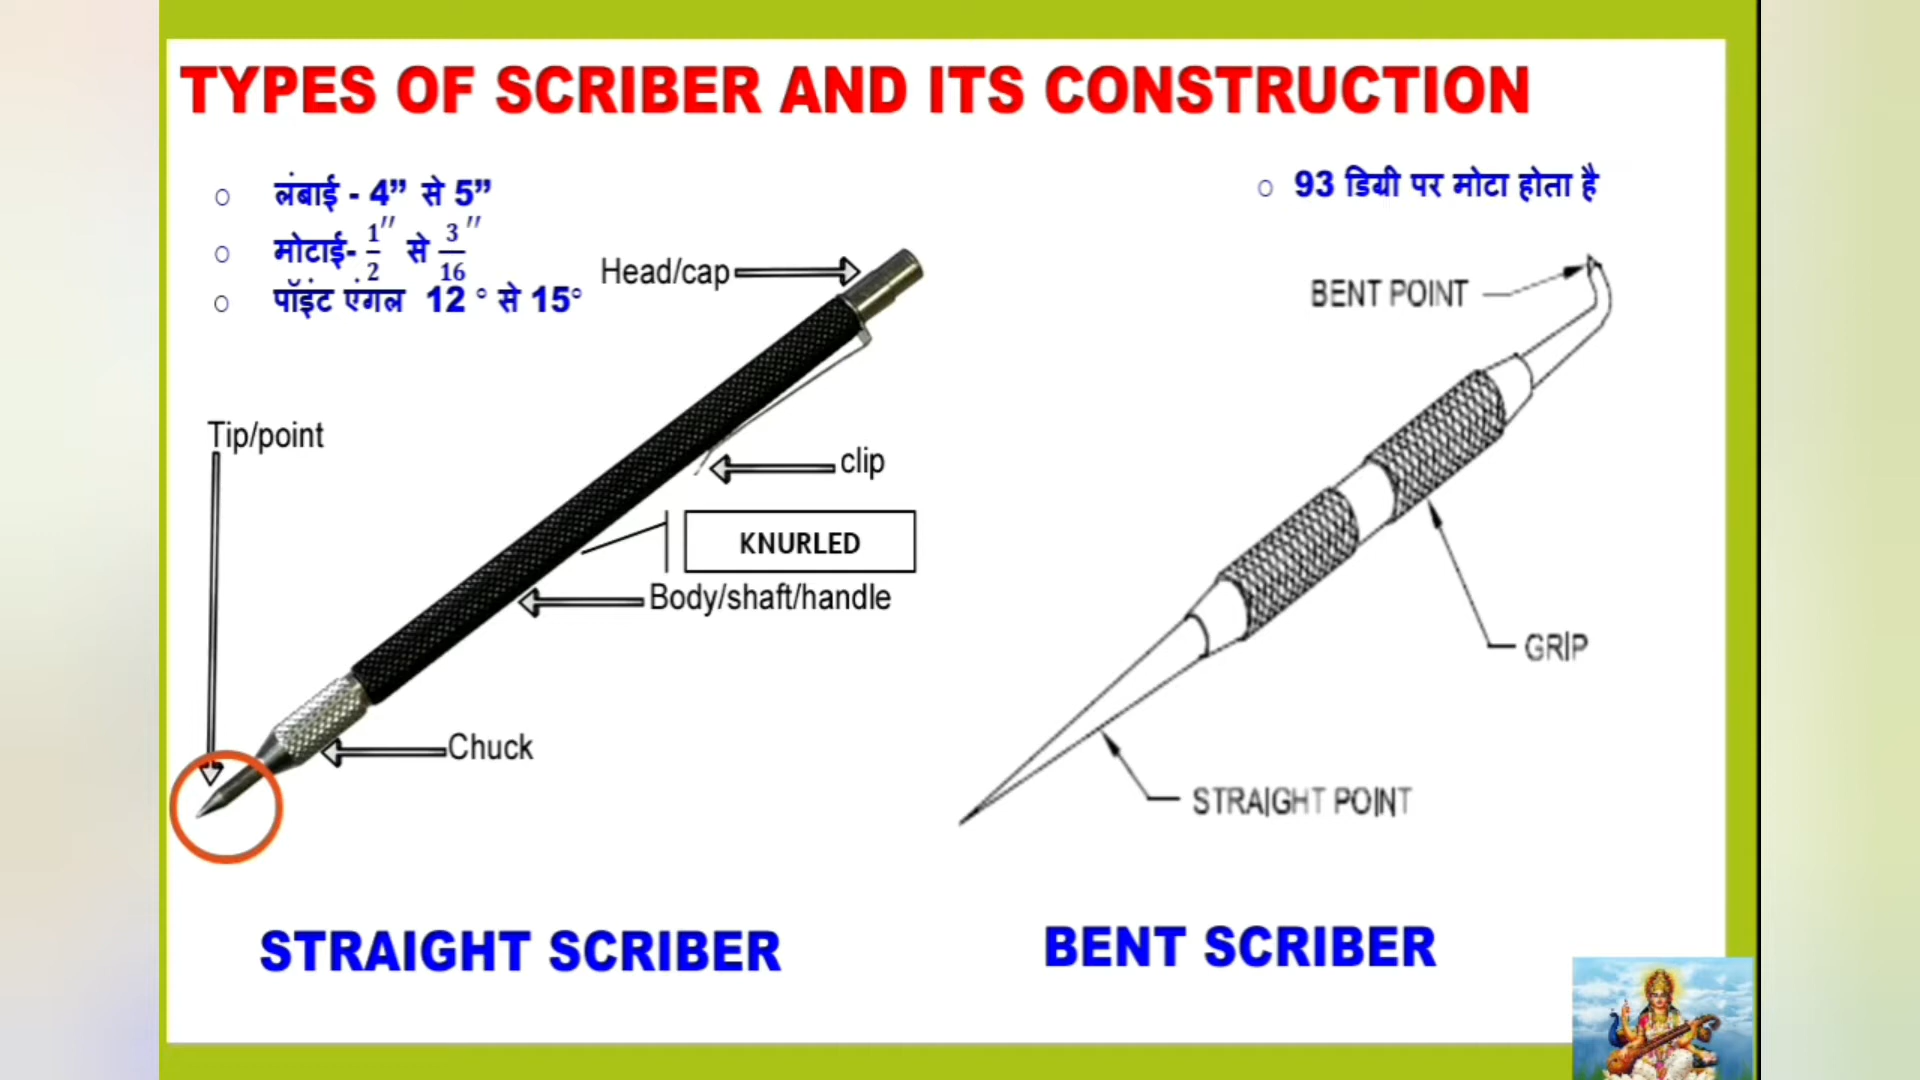 TYPES OF SCRIBER AND ITS CONSTRUCTION
लंबाई - 4” से 5”
मोटाई- 1/2″ से 3/16″
पॉइंट एंगल 12 ° से 15°
93 डिग्री पर मोटा होता है
Head/cap
BENT POINT
Tip/point
clip
KNURLED
Body/shaft/handle
GRIP
Chuck
STRAIGHT POINT
STRAIGHT SCRIBER
BENT SCRIBER